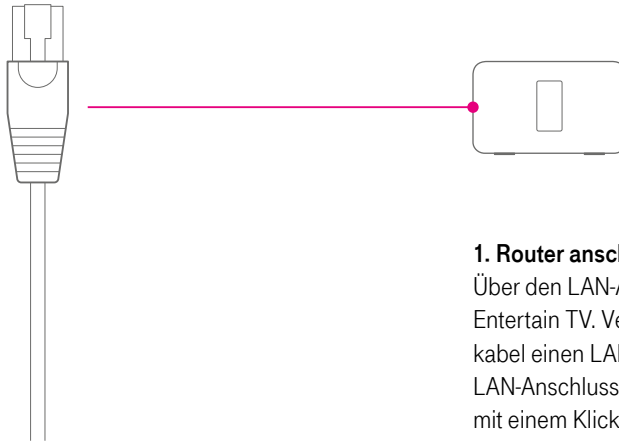 1. Router
Über den
Entertain TV.
kabel einen
LAN-Anschluss
mit einem Klick